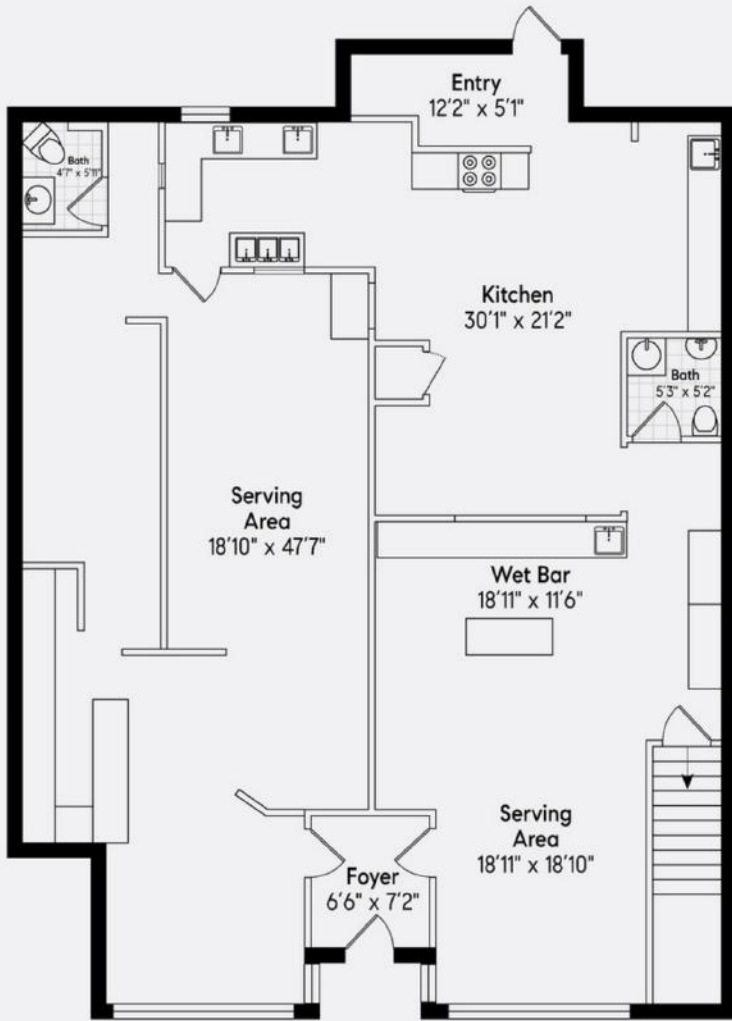 Entry
12'2" x 5'1"
Bath
4'7" x 5'11"
Kitchen
30'1" x 21'2"
Bath
5'3" x 5'2"
Serving
Area
18'10" x 47'7"
Wet Bar
18'11" x 11'6"
Serving
Area
18'11" x 18'10"
Foyer
6'6" x 7'2"